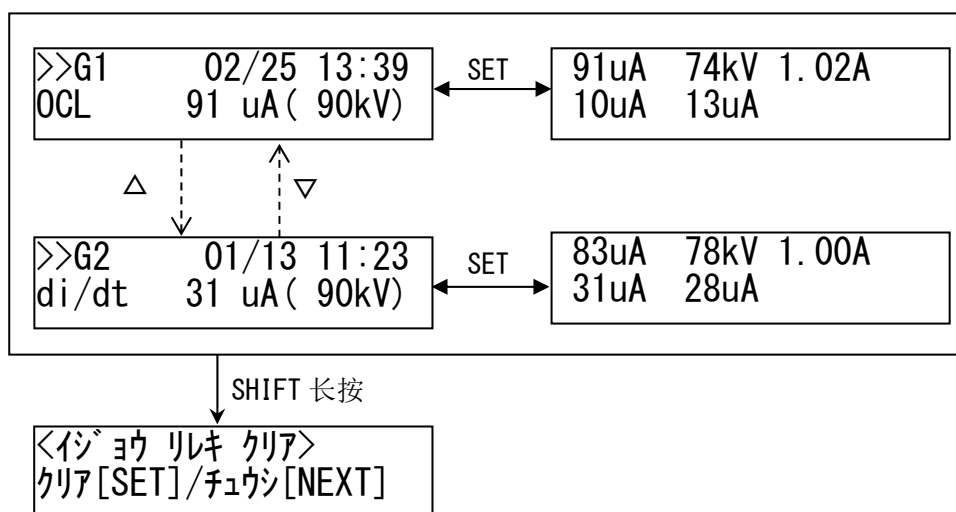 >>G1 02/25 13:39
OCL 91 uA( 90kV)
SET
91uA 74kV 1.02A
10uA 13uA
△
▽
>>G2 01/13 11:23
di/dt 31 uA( 90kV)
SET
83uA 78kV 1.00A
31uA 28uA
SHIFT 长按
<イジョウ リレキ クリア>
クリア[SET]/チュウシ[NEXT]